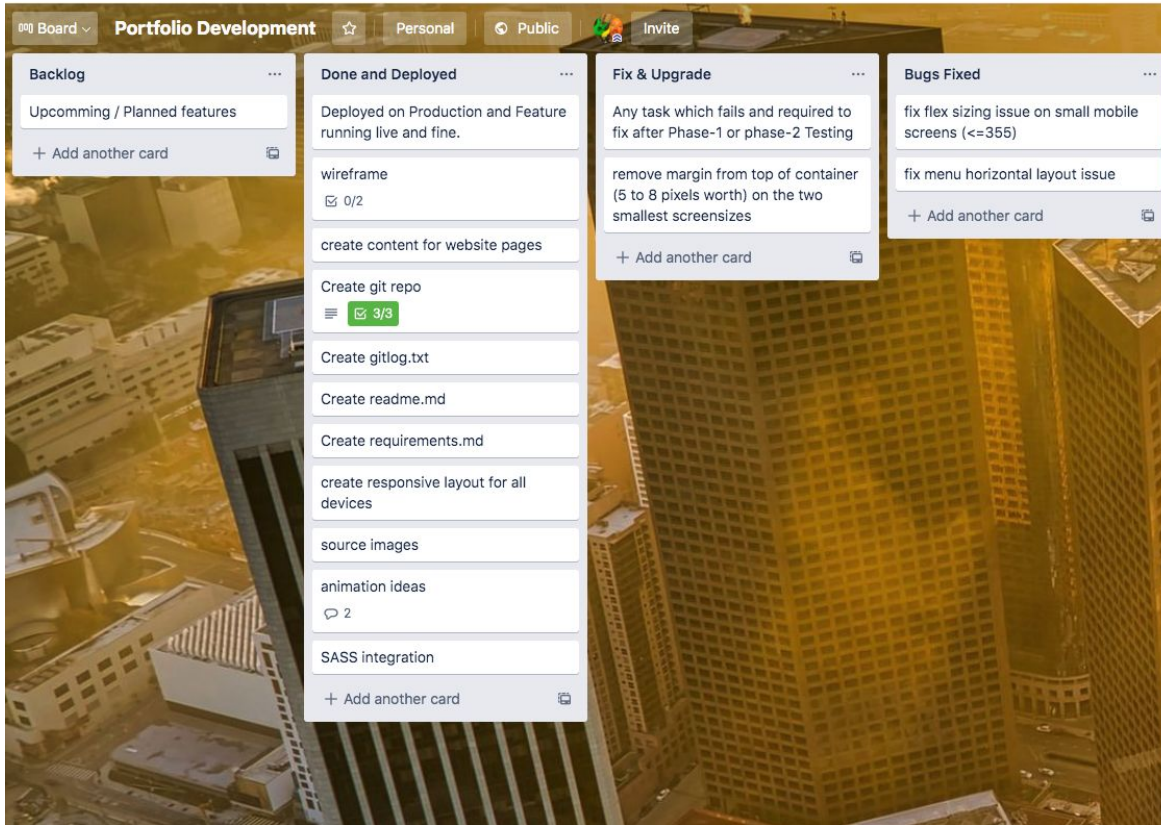 Board
Portfolio Development
Personal
Public
Invite
Backlog
Upcomming / Planned features
+ Add another card
Done and Deployed
Deployed on Production and Feature
running live and fine.
wireframe
0/2
create content for website pages
Create git repo
3/3
Create gitlog.txt
Create readme.md
Create requirements.md
create responsive layout for all
devices
source images
animation ideas
2
SASS integration
+ Add another card
Fix & Upgrade
Any task which fails and required to
fix after Phase-1 or phase-2 Testing
remove margin from top of container
(5 to 8 pixels worth) on the two
smallest screensizes
+ Add another card
Bugs Fixed
fix flex sizing issue on small mobile
screens (<=355)
fix menu horizontal layout issue
+ Add another card